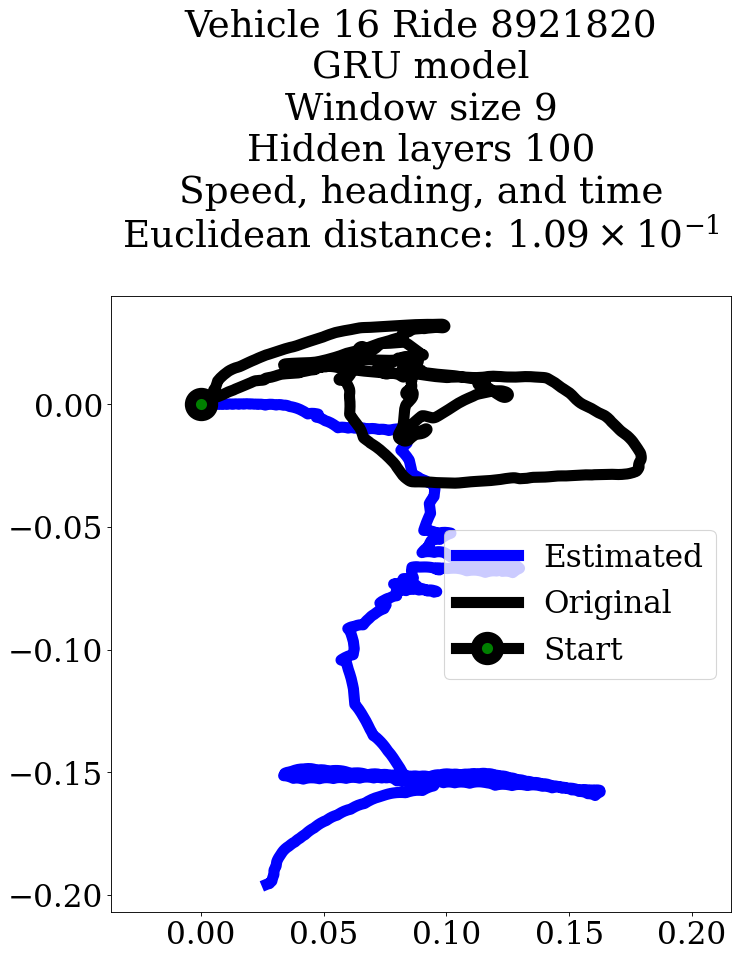 Vehicle 16 Ride 8921820
GRU model
Window size 9
Hidden layers 100
Speed, heading, and time
Euclidean distance: 1.09 × 10⁻¹
0.00
−0.05
−0.10
−0.15
−0.20
Estimated
Original
Start
0.00 0.05 0.10 0.15 0.20